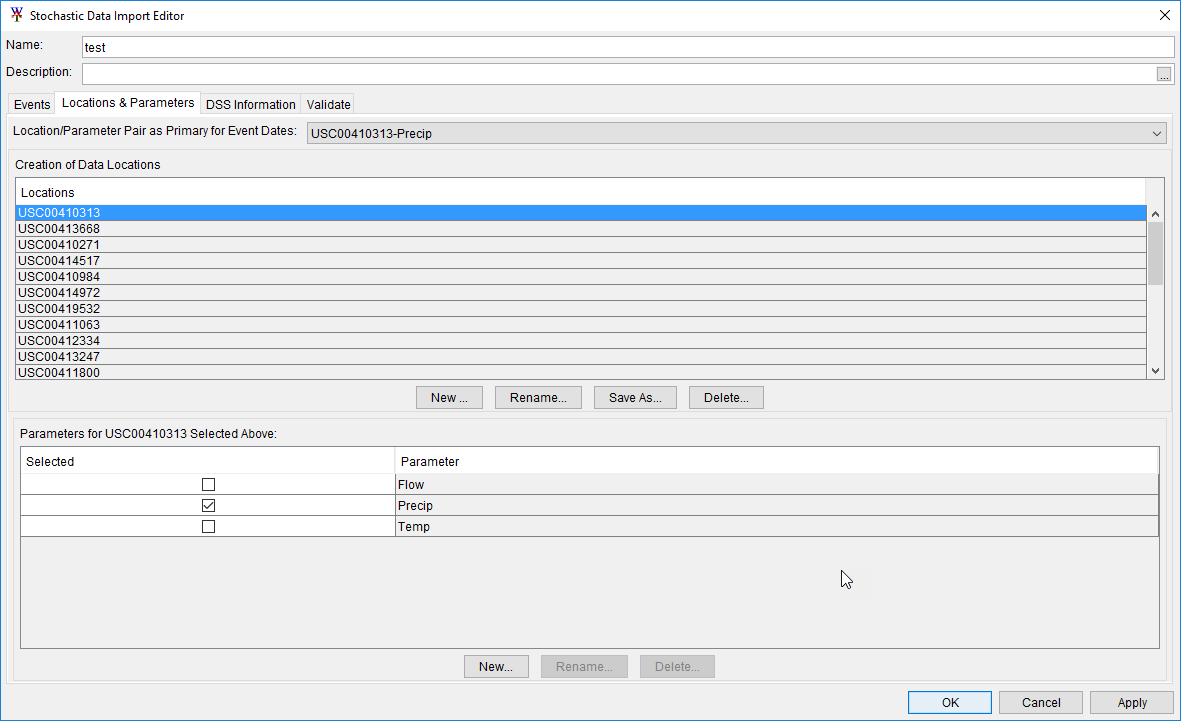 Stochastic Data Import Editor
Name: test
Description: ...
Events Locations & Parameters DSS Information Validate
Location/Parameter Pair as Primary for Event Dates: USC00410313-Precip
Creation of Data Locations
Locations
USC00410313
USC00413668
USC00410271
USC00414517
USC00410984
USC00414972
USC00419532
USC00411063
USC00412334
USC00413247
USC00411800
New ... Rename... Save As... Delete...
Parameters for USC00410313 Selected Above:
Selected Parameter
Flow
Precip
Temp
New... Rename... Delete...
OK Cancel Apply